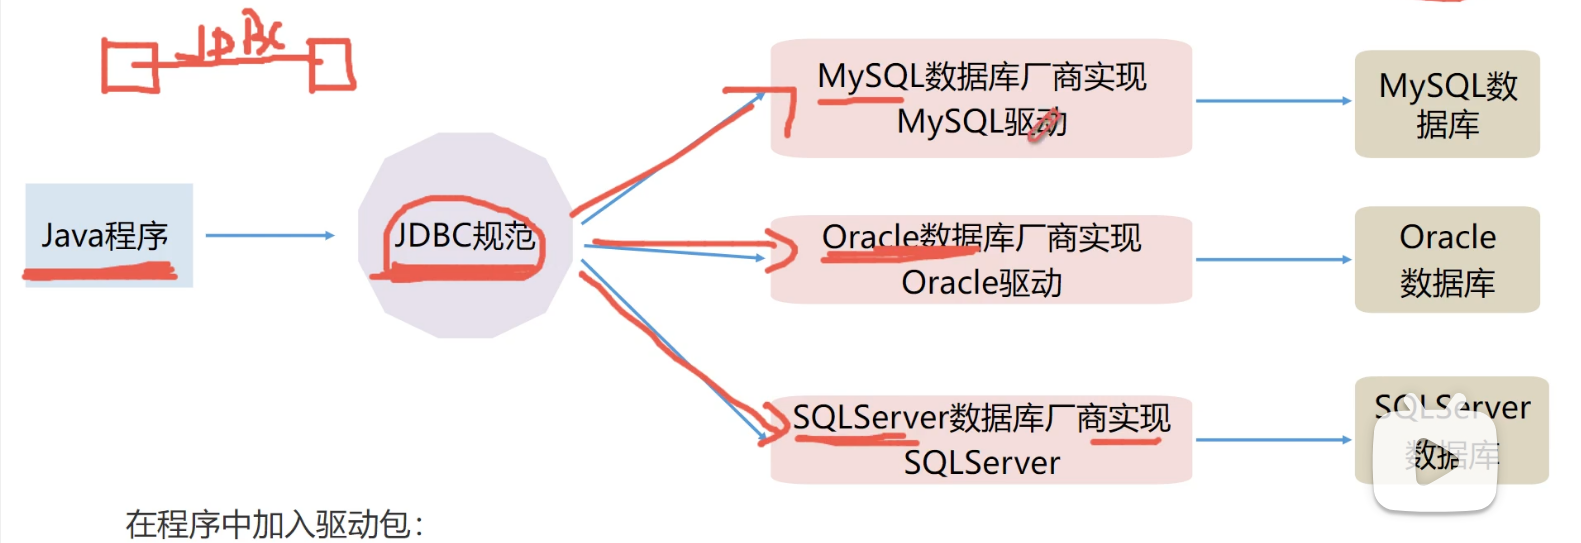 JDBC
MySQL数据库厂商实现
MySQL驱动
MySQL数
据库
Java程序
JDBC规范
Oracle数据库厂商实现
Oracle驱动
Oracle
数据库
SQLServer数据库厂商实现
SQLServer
SQLServer
数据库
在程序中加入驱动包：